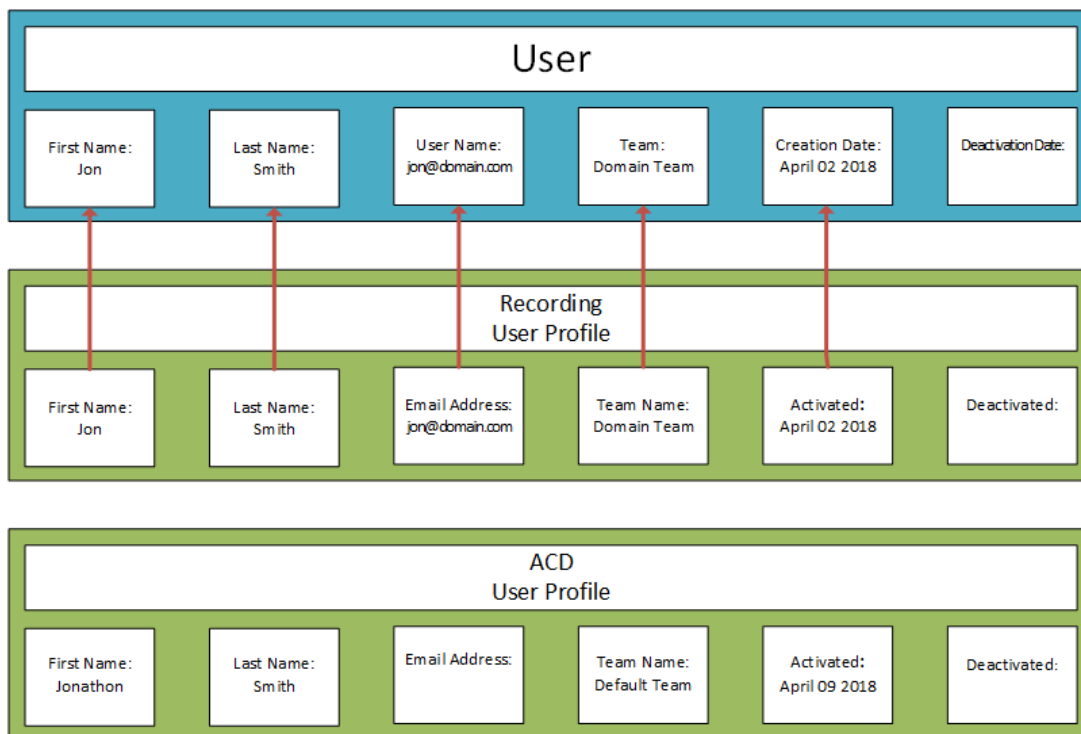 User
First Name:
Jon
Last Name:
Smith
User Name:
jon@domain.com
Team:
Domain Team
Creation Date:
April 02 2018
Deactivation Date:
Recording
User Profile
First Name:
Jon
Last Name:
Smith
Email Address:
jon@domain.com
Team Name:
Domain Team
Activated:
April 02 2018
Deactivated:
ACD
User Profile
First Name:
Jonathon
Last Name:
Smith
Email Address:
Team Name:
Default Team
Activated:
April 09 2018
Deactivated: